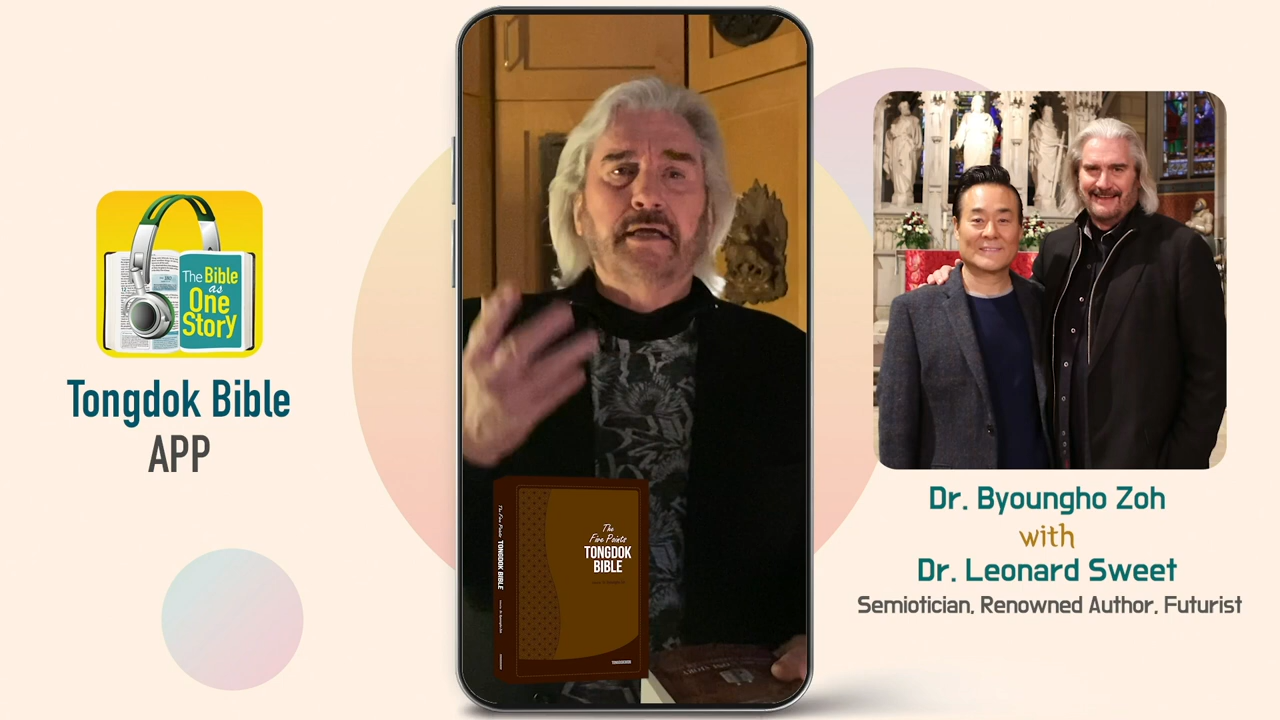 The Bible
as
One
Story
Tongdok Bible
APP
The Five Points
TONGDOK BIBLE
The
Five Points
TONGDOK
BIBLE
Dr. Byoungho Zoh
with
Dr. Leonard Sweet
Semiotician, Renowned Author, Futurist